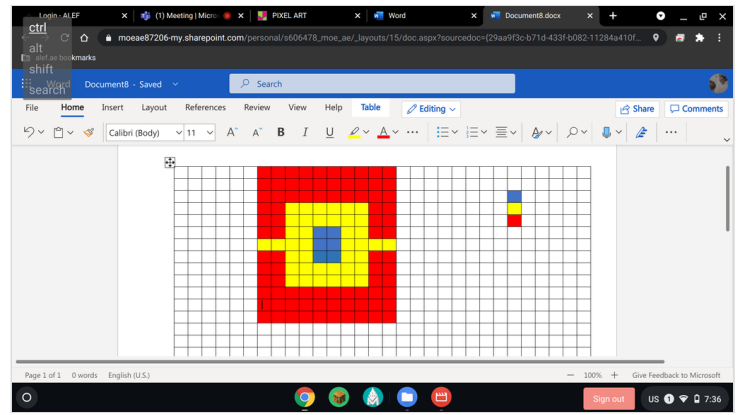 Login - ALEF
(1) Meeting | Micro
PIXEL ART
Word
Document8.docx
ctrl
alt
shift
search
moeae87206-my.sharepoint.com/personal/s606478_moe_ae/_layouts/15/doc.aspx?sourcedoc={29aa9f3c-b71d-433f-b082-11284a410f...
alef.ae bookmarks
Word
Document8 - Saved
Search
File Home Insert Layout References Review View Help Table Editing Share Comments
Calibri (Body) 11 A A B I U A ...
Page 1 of 1 0 words English (U.S.) 100% Give Feedback to Microsoft
Sign out US 1 7:36